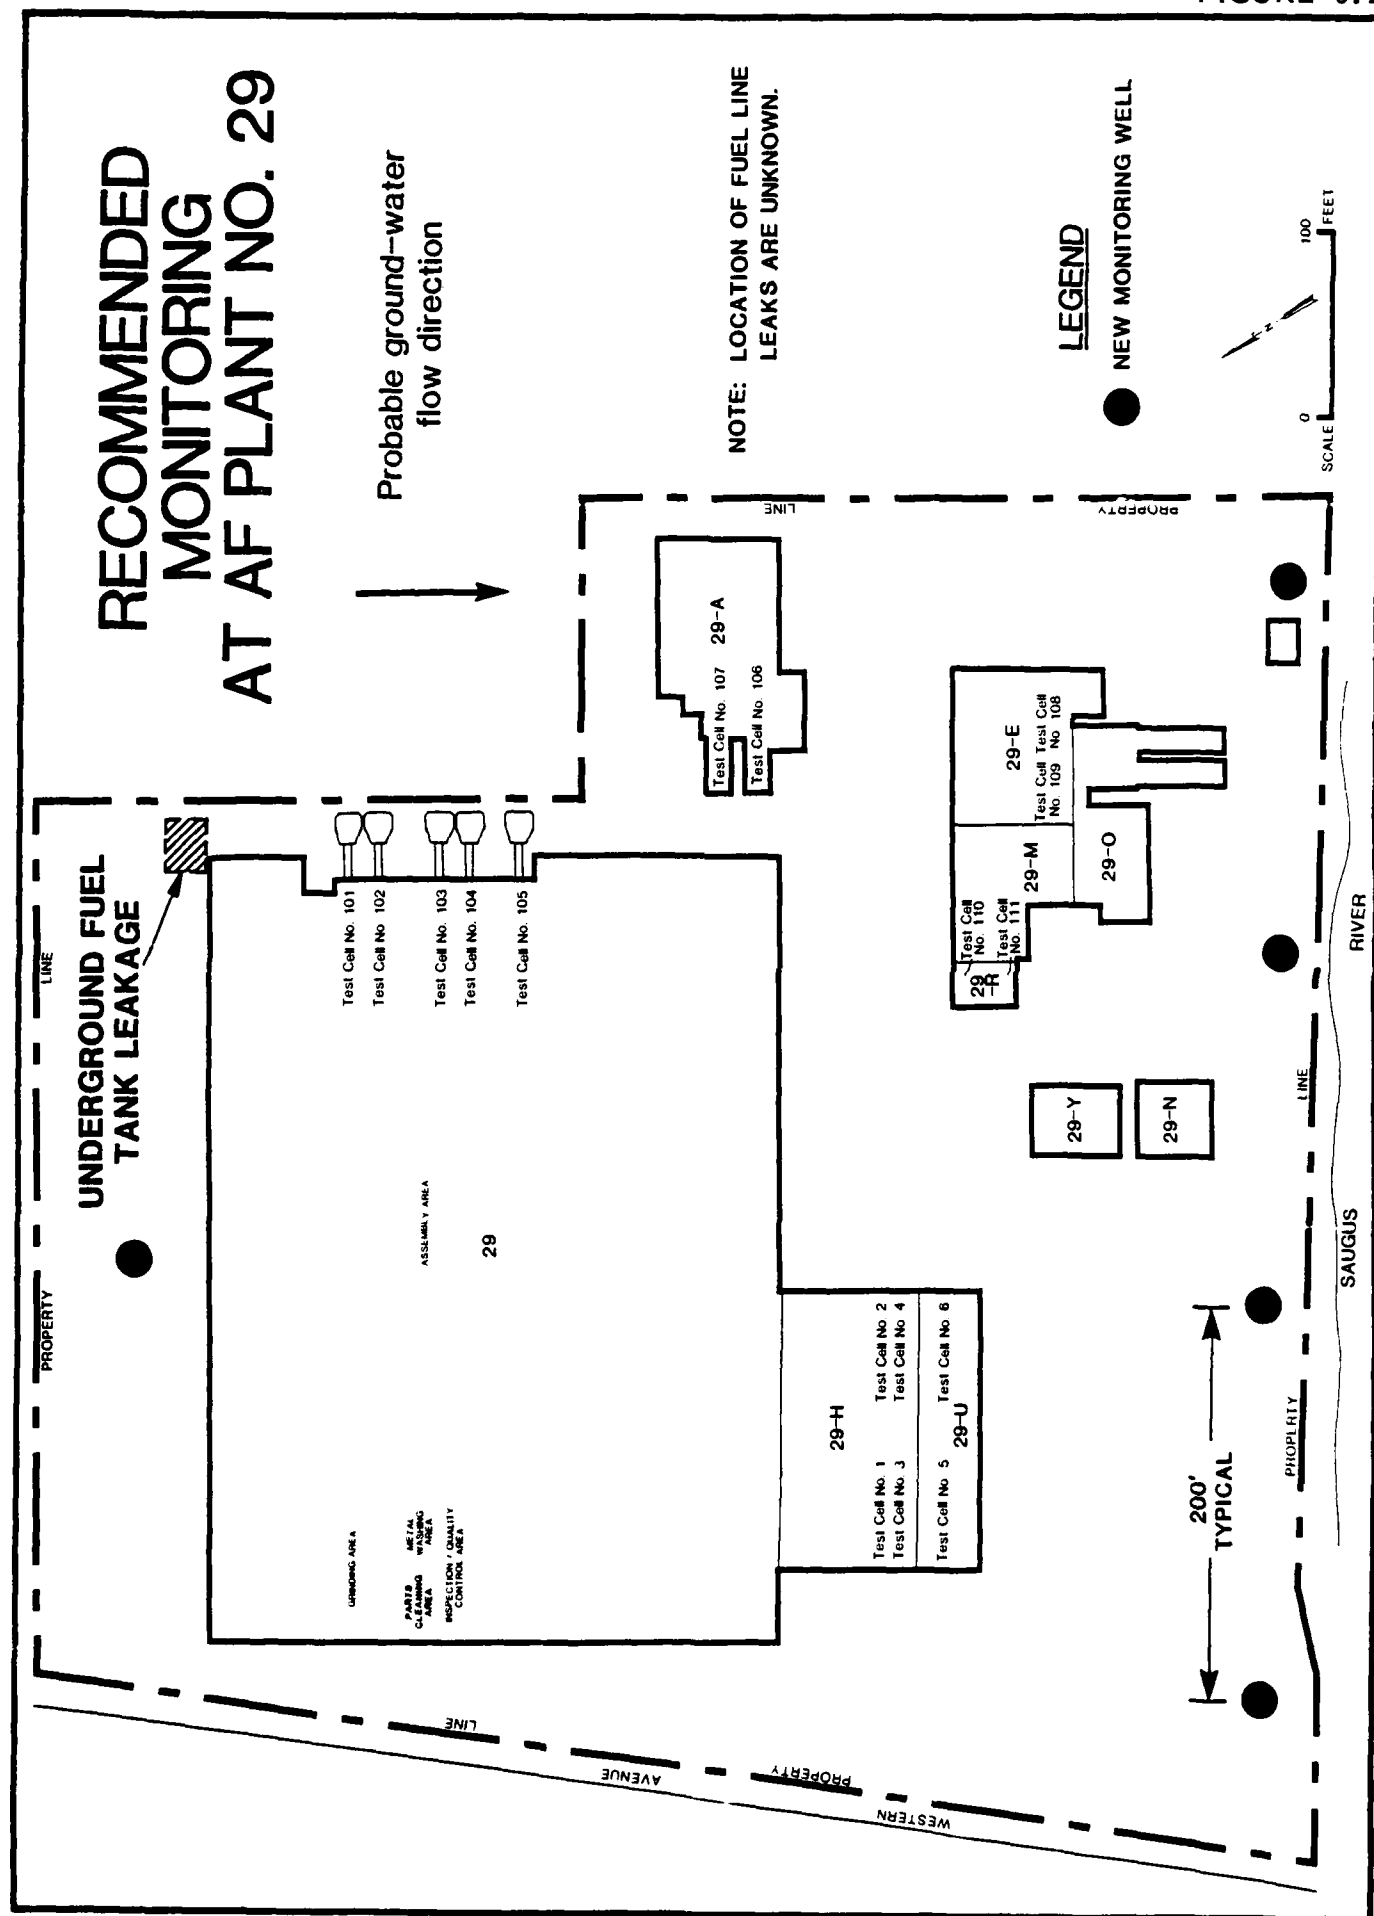 RECOMMENDED
MONITORING
AT AF PLANT NO. 29
Probable ground-water
flow direction
NOTE: LOCATION OF FUEL LINE
LEAKS ARE UNKNOWN.
LEGEND
NEW MONITORING WELL
SCALE
0
100
FEET
UNDERGROUND FUEL
TANK LEAKAGE
PROPERTY
LINE
Test Cell No. 101
Test Cell No 102
Test Cell No. 103
Test Cell No. 104
Test Cell No. 105
ASSEMBLY AREA
29
GRINDING AREA
PARTS
CLEANING
AREA
METAL
WASHING
AREA
INSPECTION / QUALITY
CONTROL AREA
Test Cell No. 107
29-A
Test Cell No. 106
LINE
PROPERTY
29-E
Test Cell
No. 109
Test Cell
No 108
29-M
29-O
Test Cell
No. 110
Test Cell
No. 111
29
-R
29-Y
29-N
29-H
Test Cell No. 1
Test Cell No. 2
Test Cell No. 3
Test Cell No. 4
Test Cell No 5
Test Cell No. 6
29-U
200'
TYPICAL
PROPERTY
LINE
SAUGUS
RIVER
LINE
PROPERTY
WESTERN
AVENUE